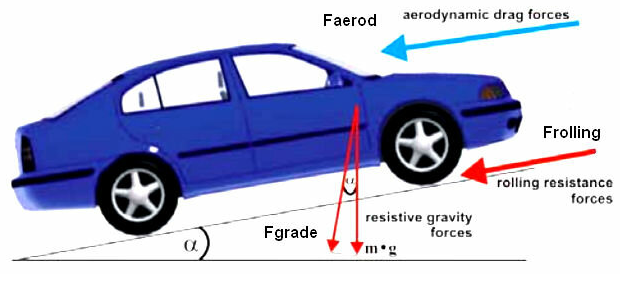 Faerod
aerodynamic drag forces
Frolling
rolling resistance
forces
α
resistive gravity
forces
Fgrade
α
m•g